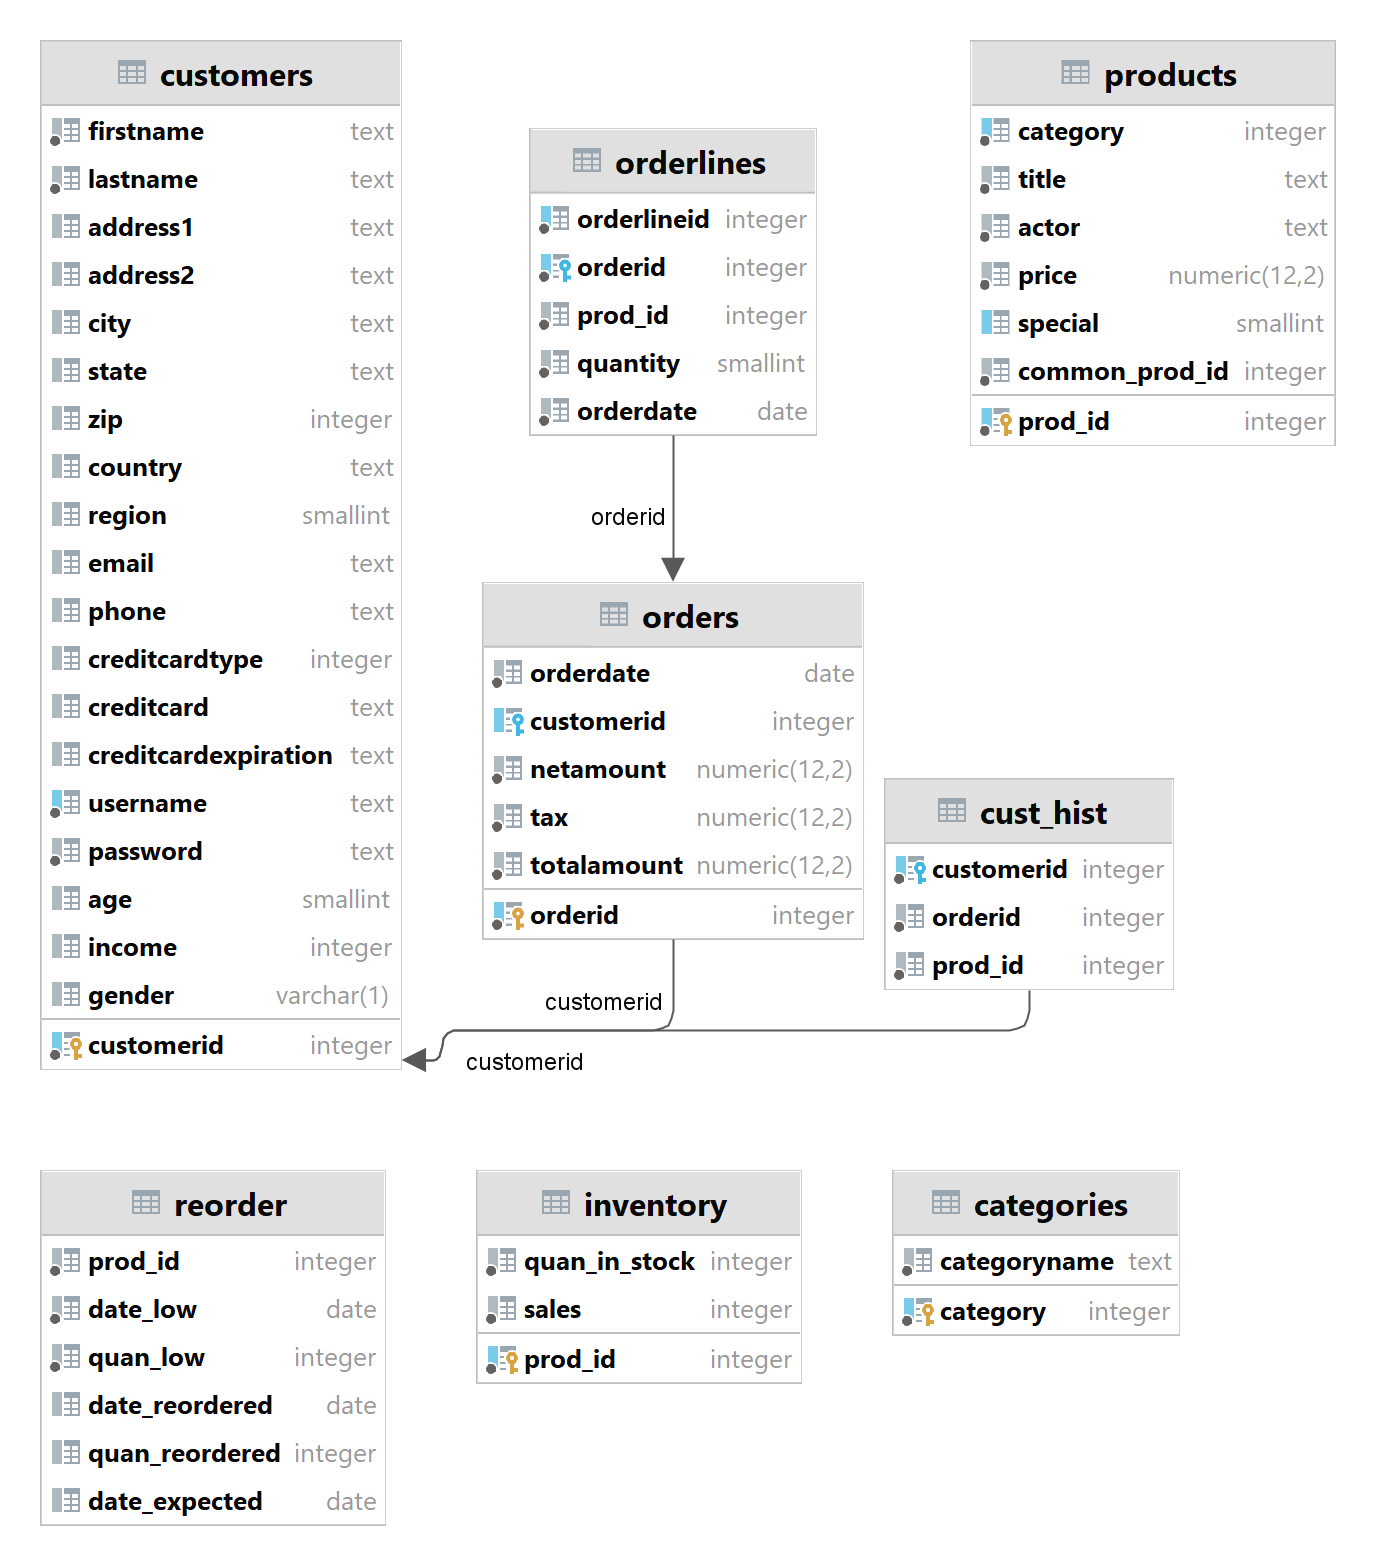 customers
firstname text
lastname text
address1 text
address2 text
city text
state text
zip integer
country text
region smallint
email text
phone text
creditcardtype integer
creditcard text
creditcardexpiration text
username text
password text
age smallint
income integer
gender varchar(1)
customerid integer
orderlines
orderlineid integer
orderid integer
prod_id integer
quantity smallint
orderdate date
products
category integer
title text
actor text
price numeric(12,2)
special smallint
common_prod_id integer
prod_id integer
orderid
orders
orderdate date
customerid integer
netamount numeric(12,2)
tax numeric(12,2)
totalamount numeric(12,2)
orderid integer
cust_hist
customerid integer
orderid integer
prod_id integer
customerid
customerid
reorder
prod_id integer
date_low date
quan_low integer
date_reordered date
quan_reordered integer
date_expected date
inventory
quan_in_stock integer
sales integer
prod_id integer
categories
categoryname text
category integer